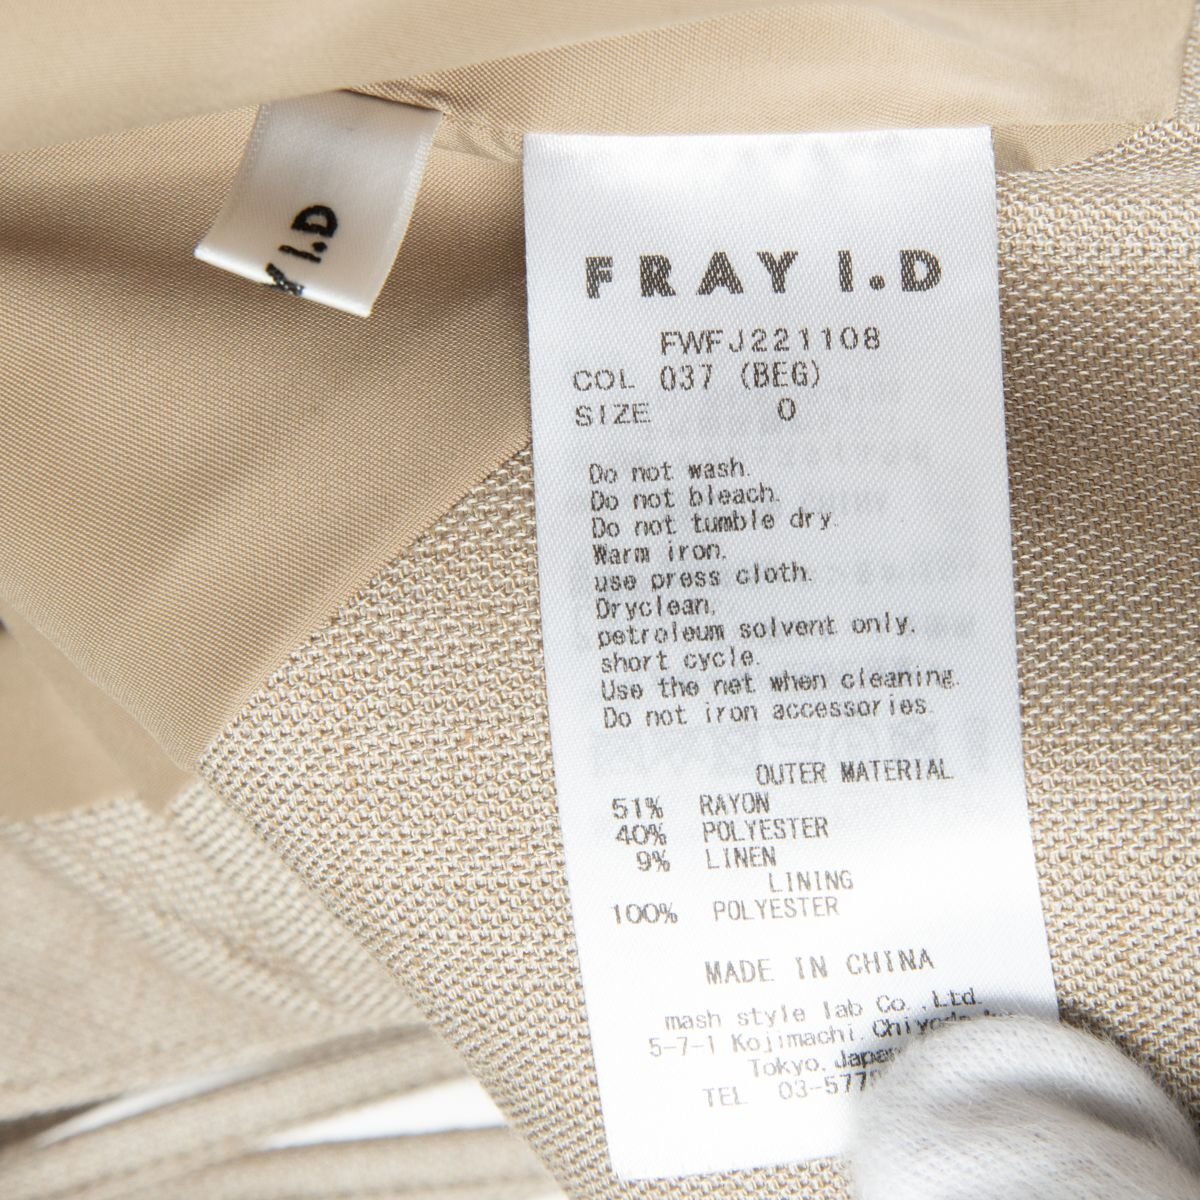 Y I.D
FRAY I.D
FWFJ221108
COL 037 (BEG)
SIZE 0
Do not wash.
Do not bleach.
Do not tumble dry.
Warm iron.
use press cloth.
Dryclean.
petroleum solvent only.
short cycle.
Use the net when cleaning.
Do not iron accessories.
OUTER MATERIAL
51% RAYON
40% POLYESTER
9% LINEN
LINING
100% POLYESTER
MADE IN CHINA
mash style lab Co.,Ltd.
5-7-1 Kojimachi, Chiyoda
Tokyo, Japan
TEL 03-577